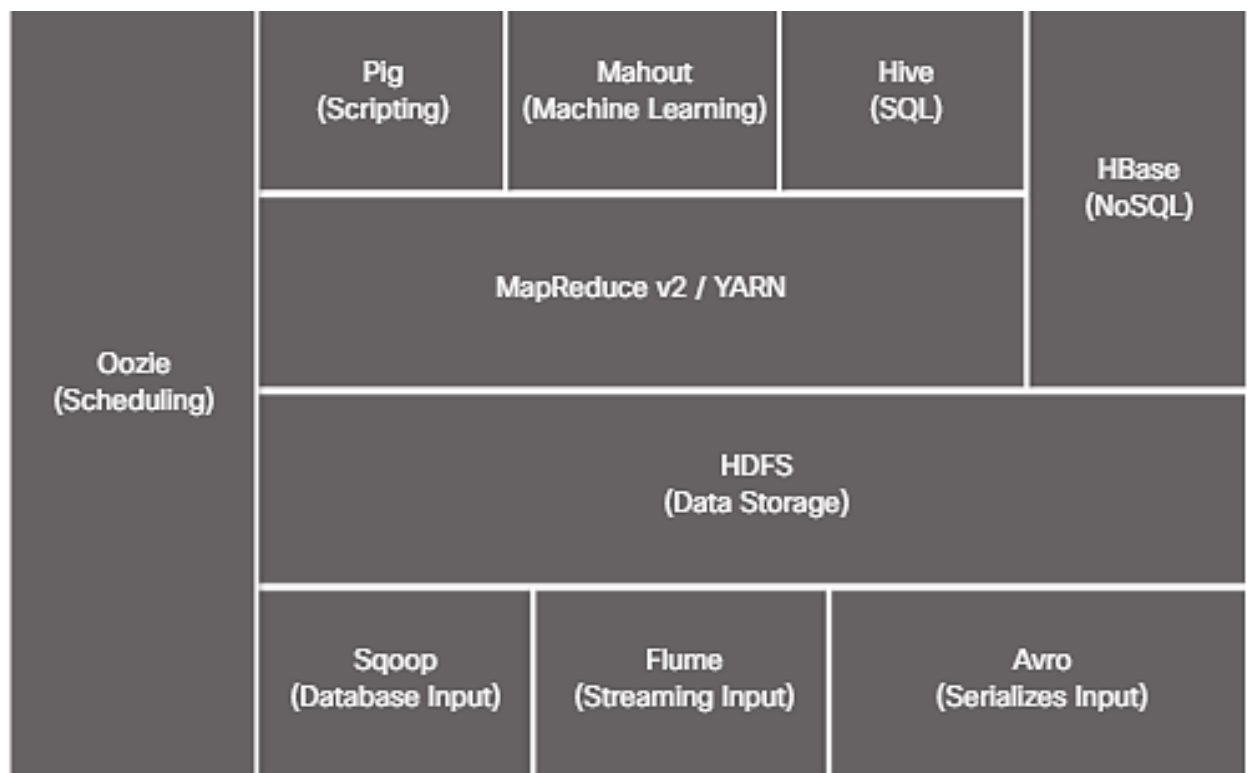 Pig
(Scripting)
Mahout
(Machine Learning)
Hive
(SQL)
HBase
(NoSQL)
MapReduce v2 / YARN
Oozie
(Scheduling)
HDFS
(Data Storage)
Sqoop
(Database Input)
Flume
(Streaming Input)
Avro
(Serializes Input)